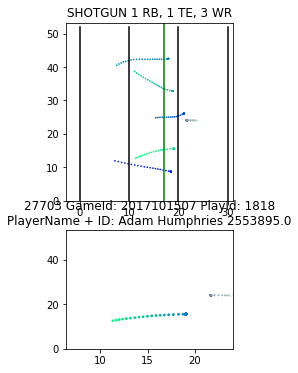 SHOTGUN 1 RB, 1 TE, 3 WR
50
40
30
20
10
0
0 10 20 30
27709 GameId: 2017101507 PlayId: 1818
PlayerName + ID: Adam Humphries 2553895.0
40
20
0
10 15 20